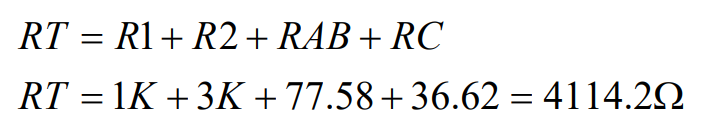 RT = R1 + R2 + RAB + RC
RT = 1K + 3K + 77.58 + 36.62 = 4114.2Ω